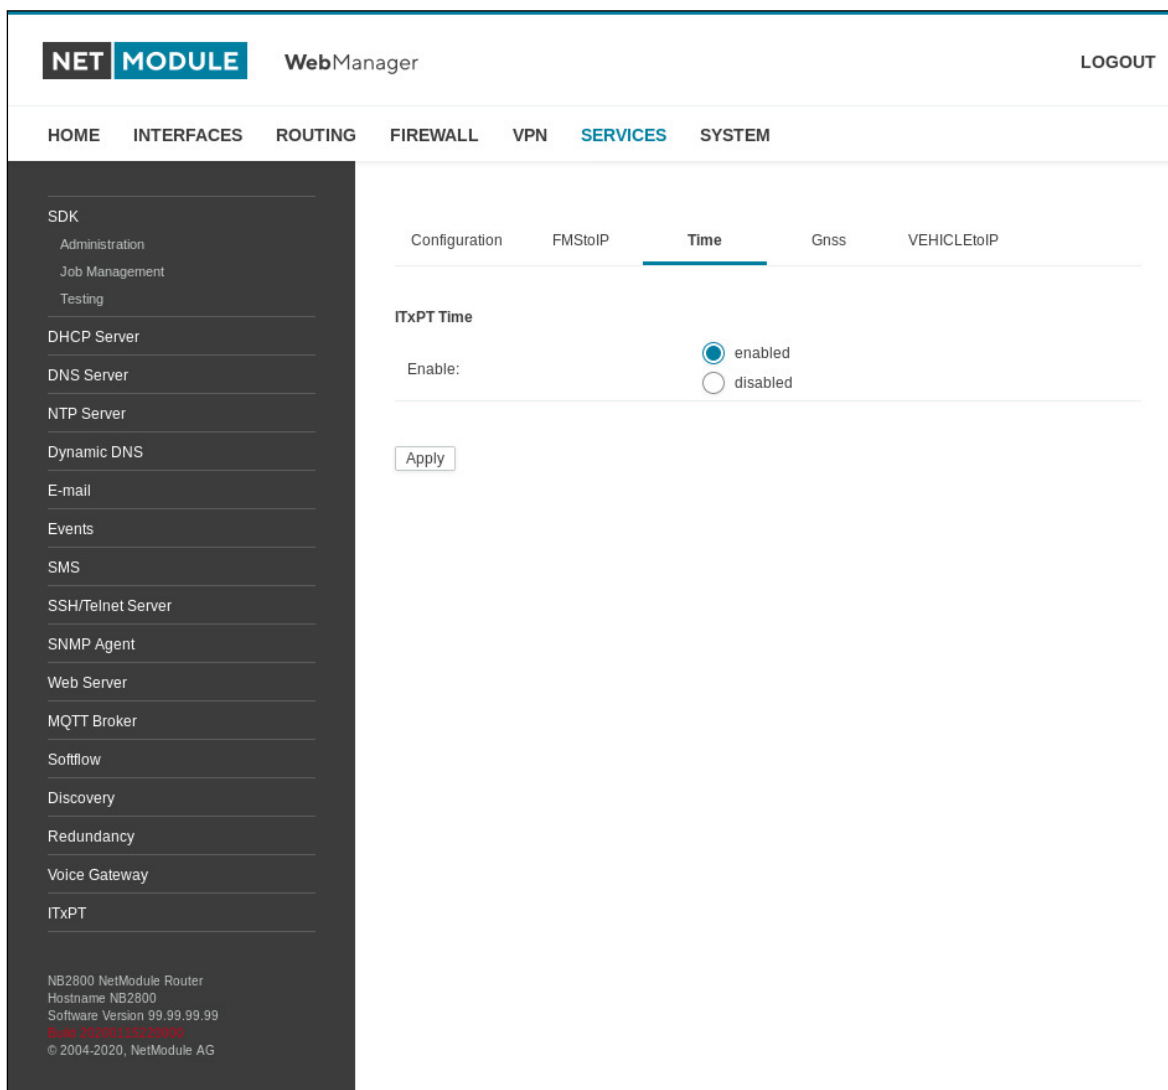 NET MODULE WebManager LOGOUT
HOME INTERFACES ROUTING FIREWALL VPN SERVICES SYSTEM
SDK
Administration
Job Management
Testing
DHCP Server
DNS Server
NTP Server
Dynamic DNS
E-mail
Events
SMS
SSH/Telnet Server
SNMP Agent
Web Server
MQTT Broker
Softflow
Discovery
Redundancy
Voice Gateway
ITxPT
NB2800 NetModule Router
Hostname NB2800
Software Version 99.99.99.99
Build
© 2004-2020, NetModule AG
Configuration FMStoIP Time Gnss VEHICLEtoIP
ITxPT Time
Enable:
enabled
disabled
Apply